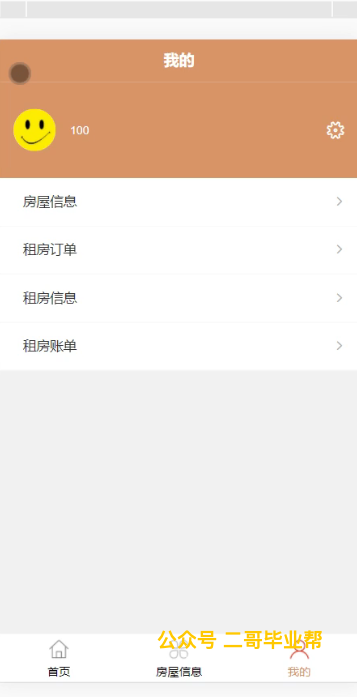 我的
100
房屋信息
租房订单
租房信息
租房账单
公众号 二哥毕业帮
首页
房屋信息
我的